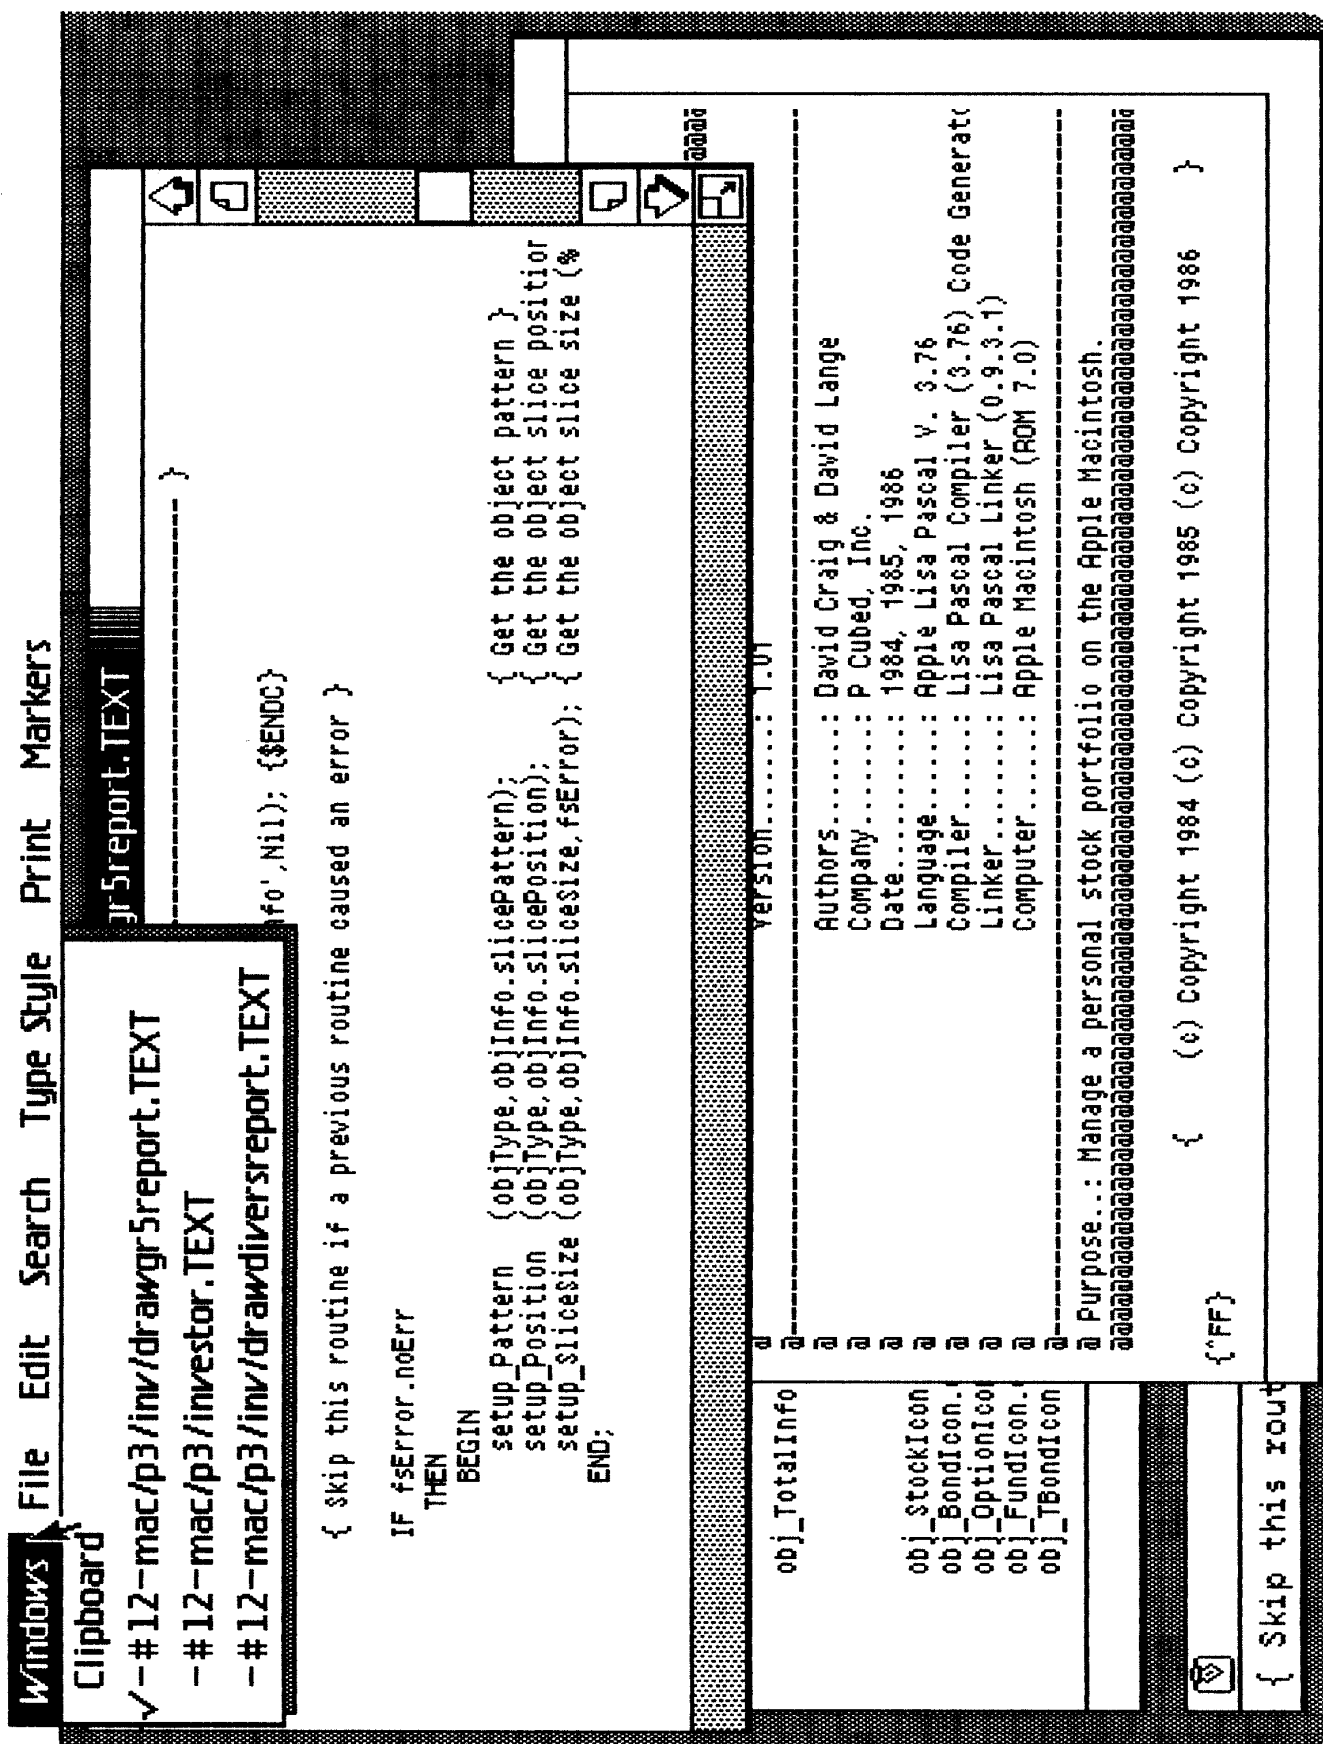 Windows File Edit Search Type Style Print Markers
Clipboard
✓-#12-mac/p3/inv/drawgr5report.TEXT
-#12-mac/p3/investor.TEXT
-#12-mac/p3/inv/drawdiversreport.TEXT
gr5report.TEXT
---------------------------- }
nfo',Nil); {$ENDC}
{ Skip this routine if a previous routine caused an error }
IF fsError.noErr
THEN
BEGIN
setup_Pattern (objType,objInfo.slicePattern); { Get the object pattern }
setup_Position (objType,objInfo.slicePosition); { Get the object slice position
setup_SliceSize (objType,objInfo.sliceSize,fsError); { Get the object slice size (%
END;
@@@@
@ Version.......: 1.01
@--------------------------------------------------------------
@ Authors.......: David Craig & David Lange
@ Company.......: P Cubed, Inc.
@ Date..........: 1984, 1985, 1986
@ Language......: Apple Lisa Pascal V. 3.76
@ Compiler......: Lisa Pascal Compiler (3.76) Code Generato
@ Linker........: Lisa Pascal Linker (0.9.3.1)
@ Computer......: Apple Macintosh (ROM 7.0)
@--------------------------------------------------------------
@ Purpose..: Manage a personal stock portfolio on the Apple Macintosh.
@@@@@@@@@@@@@@@@@@@@@@@@@@@@@@@@@@@@@@@@@@@@@@@@@@@@@@@@@@@@@@@@
{ (c) Copyright 1984 (c) Copyright 1985 (c) Copyright 1986 }
{^FF}
obj_TotalInfo
obj_StockIcon
obj_BondIcon.
obj_OptionIco
obj_FundIcon.
obj_TBondIcon
{ Skip this rout